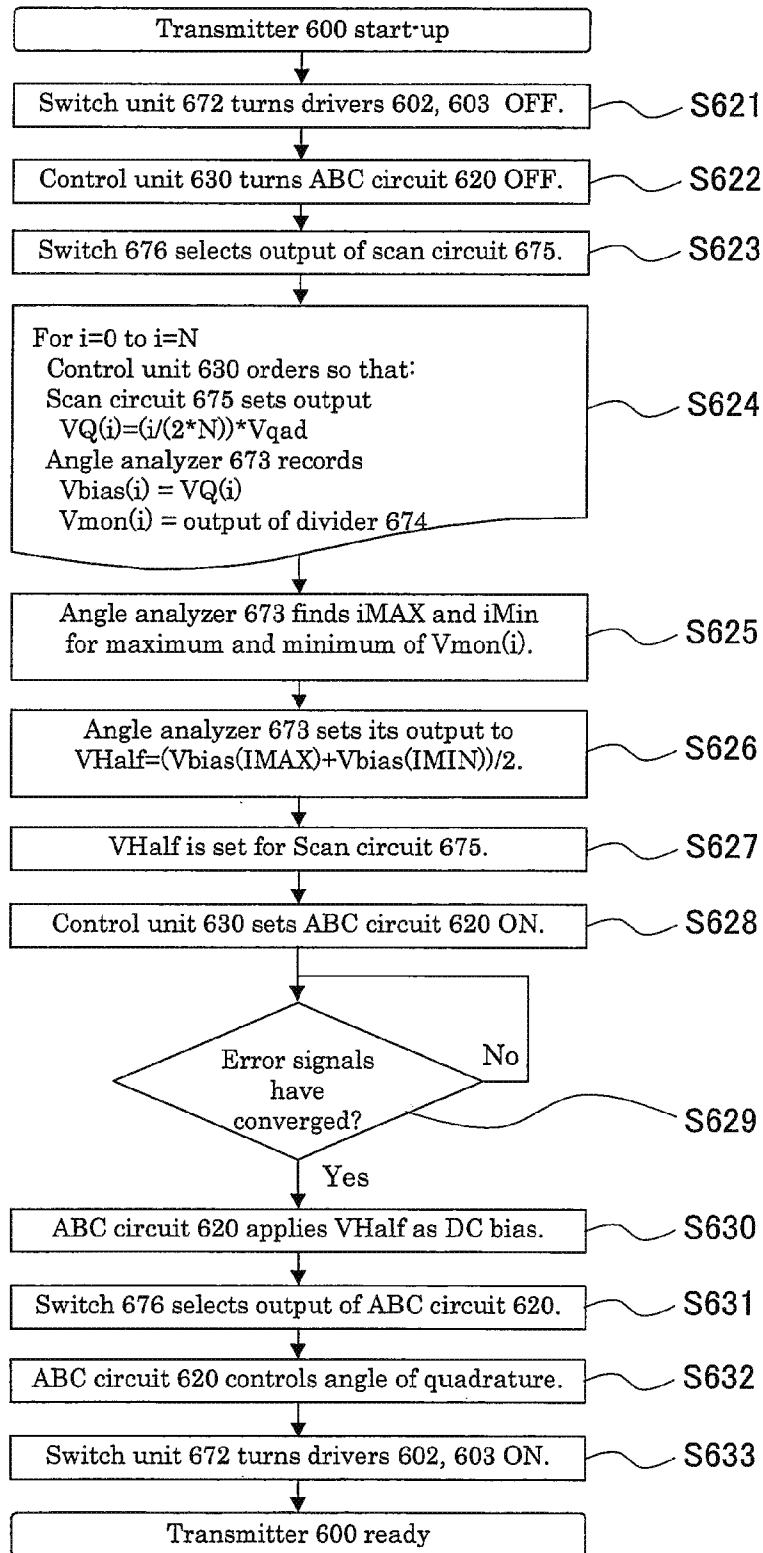 Transmitter 600 start-up
Switch unit 672 turns drivers 602, 603 OFF.
S621
Control unit 630 turns ABC circuit 620 OFF.
S622
Switch 676 selects output of scan circuit 675.
S623
For i=0 to i=N
Control unit 630 orders so that:
Scan circuit 675 sets output
VQ(i)=(i/(2*N))*Vqad
Angle analyzer 673 records
Vbias(i) = VQ(i)
Vmon(i) = output of divider 674
S624
Angle analyzer 673 finds iMAX and iMin
for maximum and minimum of Vmon(i).
S625
Angle analyzer 673 sets its output to
VHalf=(Vbias(IMAX)+Vbias(IMIN))/2.
S626
VHalf is set for Scan circuit 675.
S627
Control unit 630 sets ABC circuit 620 ON.
S628
Error signals
have
converged?
No
S629
Yes
ABC circuit 620 applies VHalf as DC bias.
S630
Switch 676 selects output of ABC circuit 620.
S631
ABC circuit 620 controls angle of quadrature.
S632
Switch unit 672 turns drivers 602, 603 ON.
S633
Transmitter 600 ready